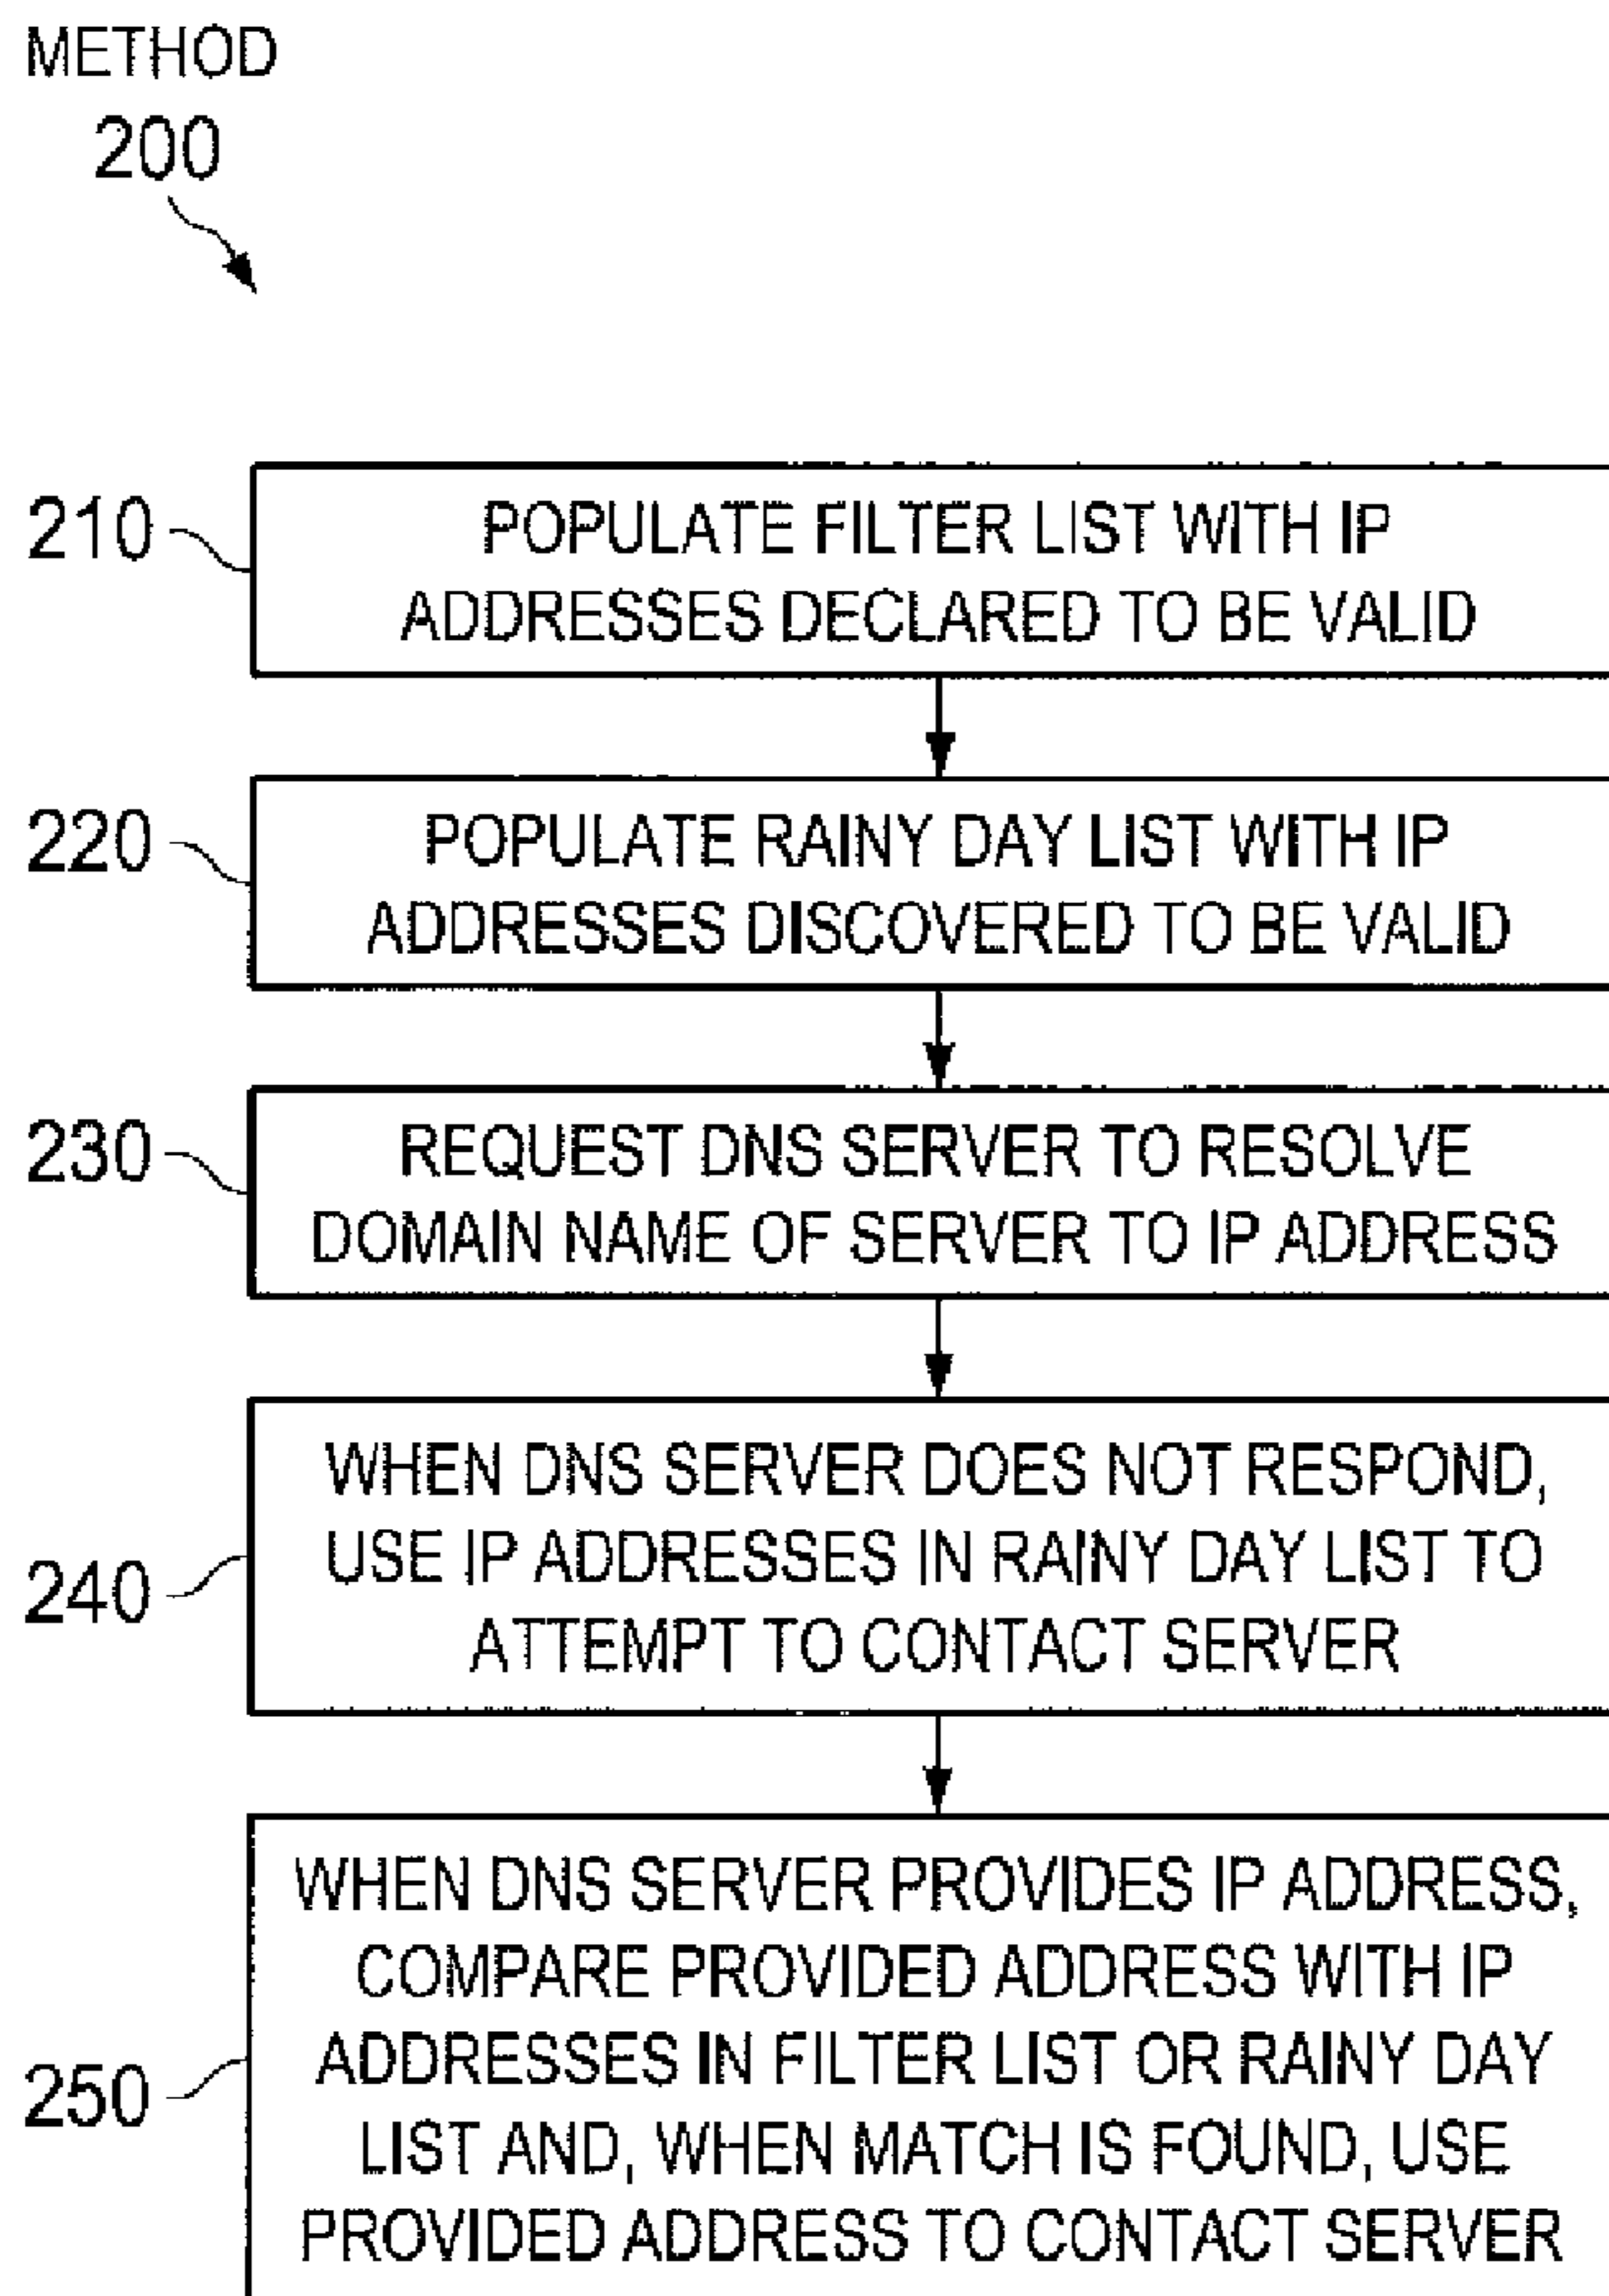 METHOD
200
210
POPULATE FILTER LIST WITH IP
ADDRESSES DECLARED TO BE VALID
220
POPULATE RAINY DAY LIST WITH IP
ADDRESSES DISCOVERED TO BE VALID
230
REQUEST DNS SERVER TO RESOLVE
DOMAIN NAME OF SERVER TO IP ADDRESS
240
WHEN DNS SERVER DOES NOT RESPOND,
USE IP ADDRESSES IN RAINY DAY LIST TO
ATTEMPT TO CONTACT SERVER
250
WHEN DNS SERVER PROVIDES IP ADDRESS,
COMPARE PROVIDED ADDRESS WITH IP
ADDRESSES IN FILTER LIST OR RAINY DAY
LIST AND, WHEN MATCH IS FOUND, USE
PROVIDED ADDRESS TO CONTACT SERVER